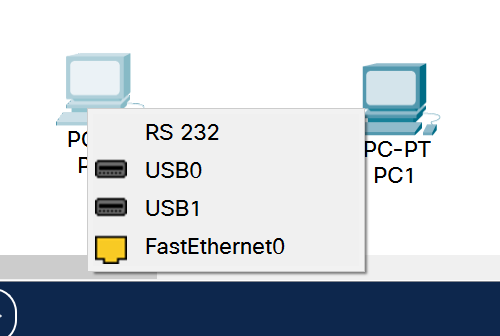 RS 232
USB0
USB1
FastEthernet0
PC-PT
PC1